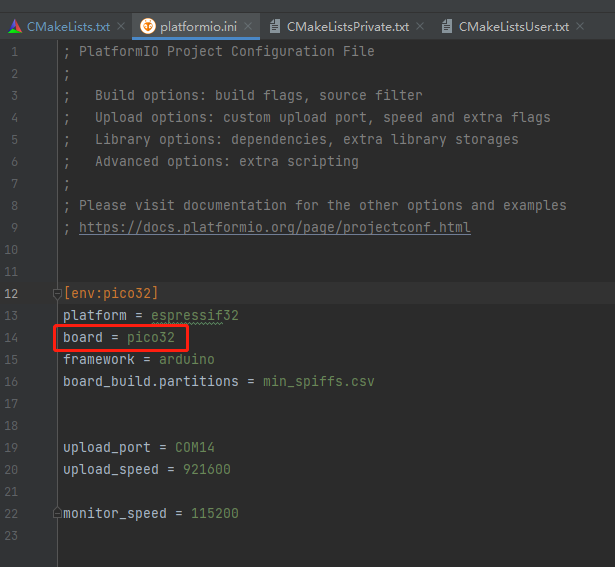 CMakeLists.txt platformio.ini CMakeListsPrivate.txt CMakeListsUser.txt
1 ; PlatformIO Project Configuration File
2 ;
3 ;   Build options: build flags, source filter
4 ;   Upload options: custom upload port, speed and extra flags
5 ;   Library options: dependencies, extra library storages
6 ;   Advanced options: extra scripting
7 ;
8 ; Please visit documentation for the other options and examples
9 ; https://docs.platformio.org/page/projectconf.html
10
11
12 [env:pico32]
13 platform = espressif32
14 board = pico32
15 framework = arduino
16 board_build.partitions = min_spiffs.csv
17
18
19 upload_port = COM14
20 upload_speed = 921600
21
22 monitor_speed = 115200
23